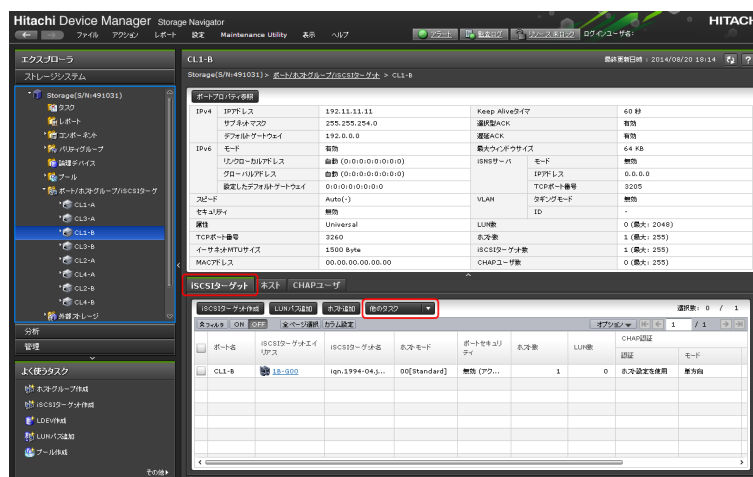 Hitachi Device Manager Storage Navigator
HITACH
ファイル アクション レポート 設定 Maintenance Utility 表示 ヘルプ
アラート 監査ログ リソースロック ログインユーザ名:
エクスプローラ
ストレージシステム
Storage(S/N:491031)
タスク
レポート
コンポーネント
パリティグループ
論理デバイス
プール
ポート/ホストグループ/iSCSIターゲ
CL1-A
CL3-A
CL1-B
CL3-B
CL2-A
CL4-A
CL2-B
CL4-B
外部ストレージ
分析
管理
よく使うタスク
ホストグループ作成
iSCSIターゲット作成
LDEV作成
LUNパス追加
プール作成
その他
CL1-B
最終更新日時 : 2014/08/20 18:14
Storage(S/N:491031) > ポート/ホストグループ/iSCSIターゲット > CL1-B
ポートプロパティ参照
IPv4 IPアドレス 192.11.11.11 Keep Aliveタイマ 60 秒
サブネットマスク 255.255.254.0 選択型ACK 有効
デフォルトゲートウェイ 192.0.0.0 遅延ACK 有効
IPv6 モード 有効 最大ウィンドウサイズ 64 KB
リンクローカルアドレス 自動 (0:0:0:0:0:0:0:0) iSNSサーバ モード 無効
グローバルアドレス 自動 (0:0:0:0:0:0:0:0) IPアドレス 0.0.0.0
設定したデフォルトゲートウェイ 0:0:0:0:0:0:0:0 TCPポート番号 3205
スピード Auto(-) VLAN タギングモード 無効
セキュリティ 無効 ID -
属性 Universal LUN数 0 (最大: 2048)
TCPポート番号 3260 ホスト数 1 (最大: 255)
イーサネットMTUサイズ 1500 Byte iSCSIターゲット数 1 (最大: 255)
MACアドレス 00.00.00.00.00.00 CHAPユーザ数 0 (最大: 255)
iSCSIターゲット ホスト CHAPユーザ
iSCSIターゲット作成 LUNパス追加 ホスト追加 他のタスク 選択数: 0 / 1
フィルタ ON OFF 全ページ選択 カラム設定 オプション 1 / 1
ポート名 iSCSIターゲットエイリアス iSCSIターゲット名 ホストモード ポートセキュリティ ホスト数 LUN数 CHAP認証
認証 モード
CL1-B 1B-G00 iqn.1994-04.j... 00[Standard] 無効 (アク... 1 0 ホスト設定を使用 単方向